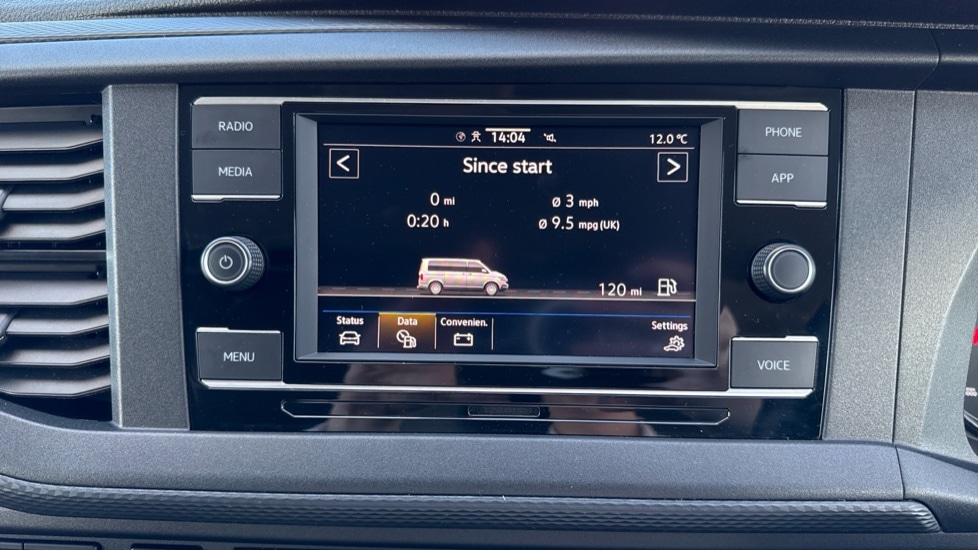 RADIO
MEDIA
MENU
14:04
12.0 °C
Since start
0 mi
Ø 3 mph
0:20 h
Ø 9.5 mpg (UK)
120 mi
Status
Data
Convenien.
Settings
PHONE
APP
VOICE